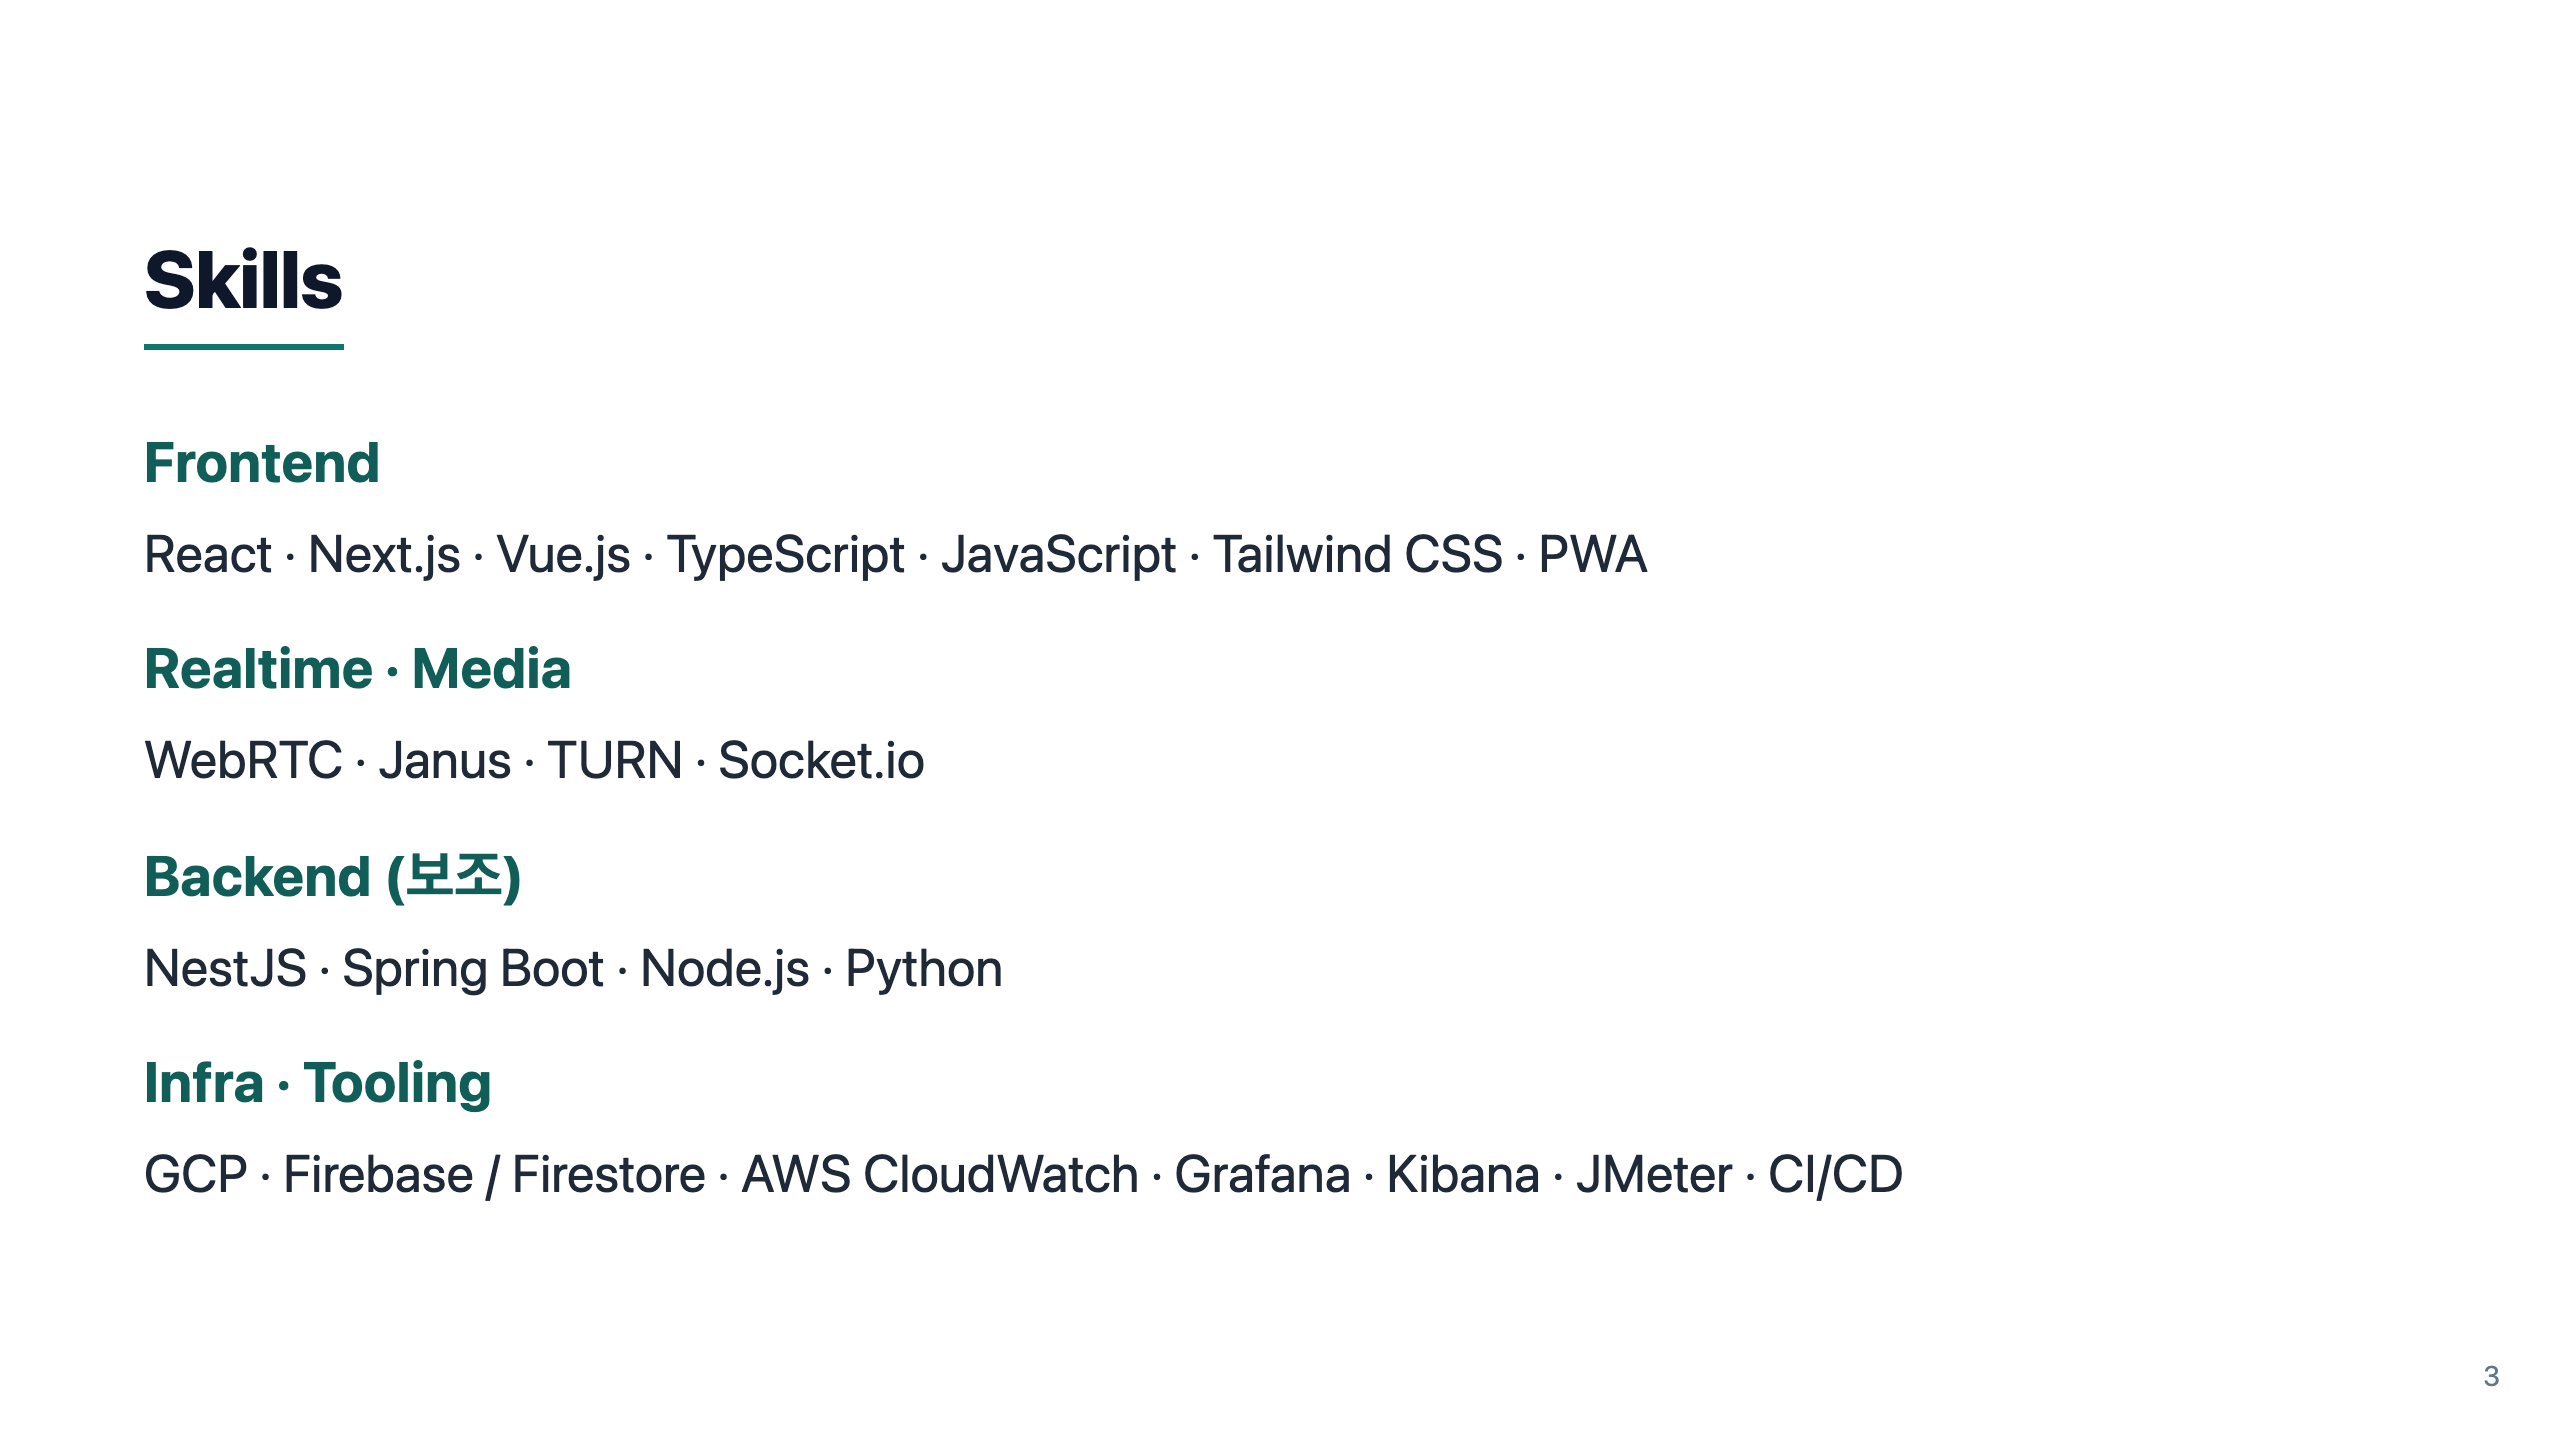 Skills
Frontend
React · Next.js · Vue.js · TypeScript · JavaScript · Tailwind CSS · PWA
Realtime · Media
WebRTC · Janus · TURN · Socket.io
Backend (보조)
NestJS · Spring Boot · Node.js · Python
Infra · Tooling
GCP · Firebase / Firestore · AWS CloudWatch · Grafana · Kibana · JMeter · CI/CD
3